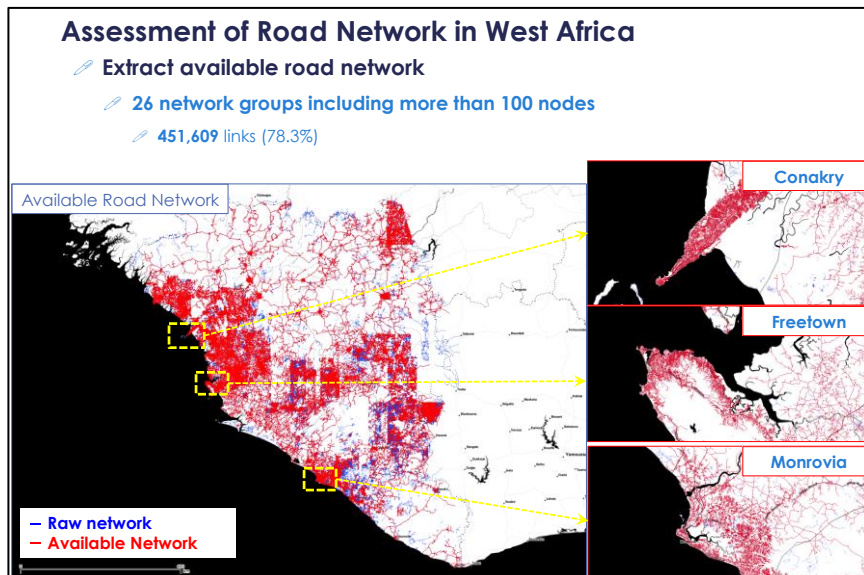 Assessment of Road Network in West Africa
Extract available road network
26 network groups including more than 100 nodes
451,609 links (78.3%)
Available Road Network
Conakry
Freetown
Monrovia
– Raw network
– Available Network